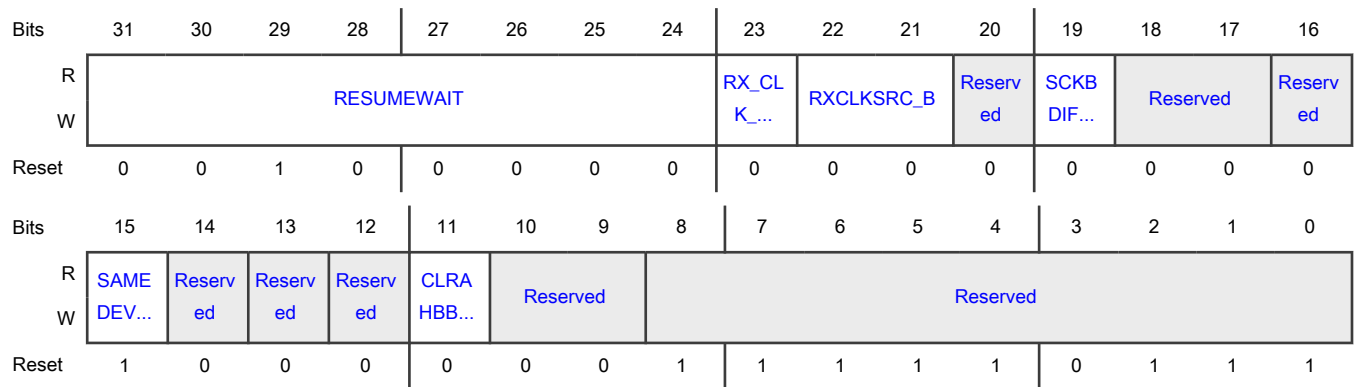 Bits 31 30 29 28 27 26 25 24 23 22 21 20 19 18 17 16
R
W
RESUMEWAIT
RX_CL
K_...
RXCLKSRC_B
Reserv
ed
SCKB
DIF...
Reserved
Reserv
ed
Reset 0 0 1 0 0 0 0 0 0 0 0 0 0 0 0 0
Bits 15 14 13 12 11 10 9 8 7 6 5 4 3 2 1 0
R
W
SAME
DEV...
Reserv
ed
Reserv
ed
Reserv
ed
CLRA
HBB...
Reserved
Reserved
Reset 1 0 0 0 0 0 0 1 1 1 1 1 0 1 1 1